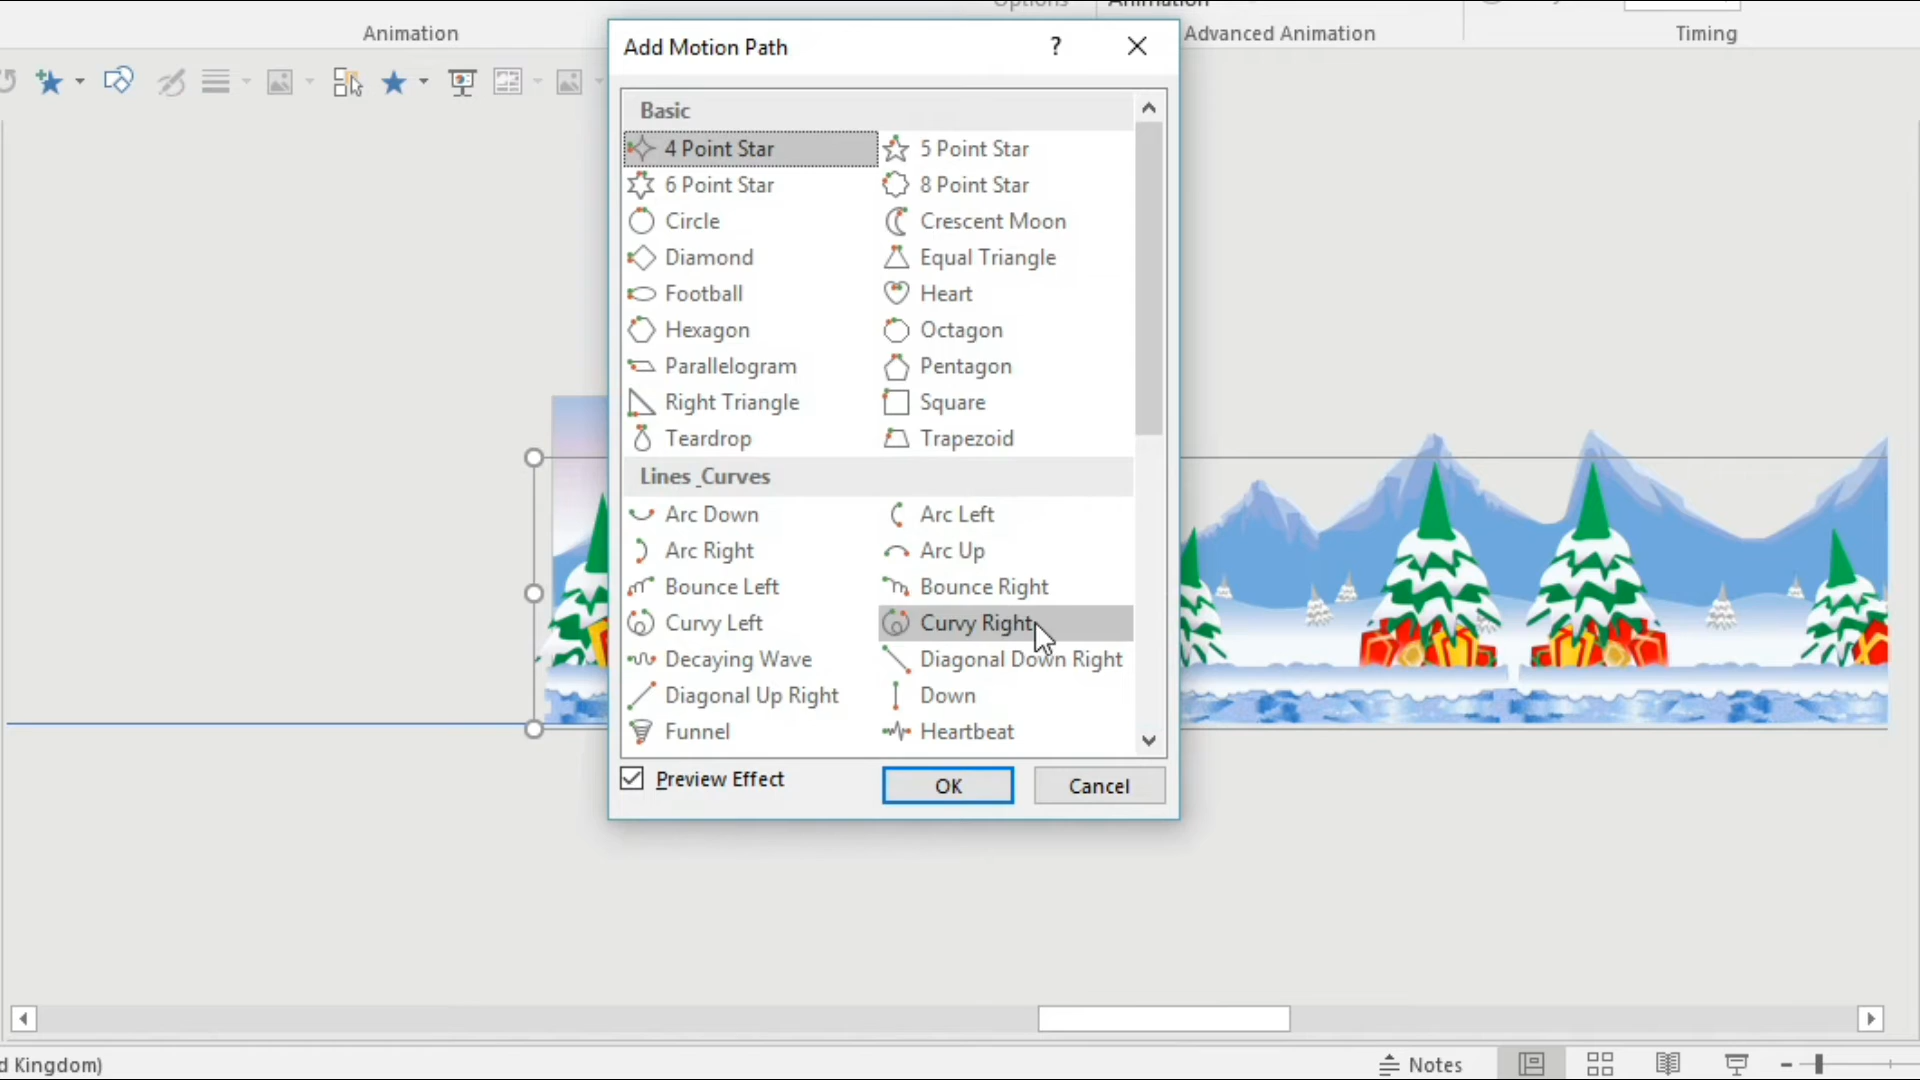 Options
Animation
Animation
Advanced Animation
Timing
Add Motion Path
?
Basic
4 Point Star
5 Point Star
6 Point Star
8 Point Star
Circle
Crescent Moon
Diamond
Equal Triangle
Football
Heart
Hexagon
Octagon
Parallelogram
Pentagon
Right Triangle
Square
Teardrop
Trapezoid
Lines_Curves
Arc Down
Arc Left
Arc Right
Arc Up
Bounce Left
Bounce Right
Curvy Left
Curvy Right
Decaying Wave
Diagonal Down Right
Diagonal Up Right
Down
Funnel
Heartbeat
Preview Effect
OK
Cancel
d Kingdom)
Notes